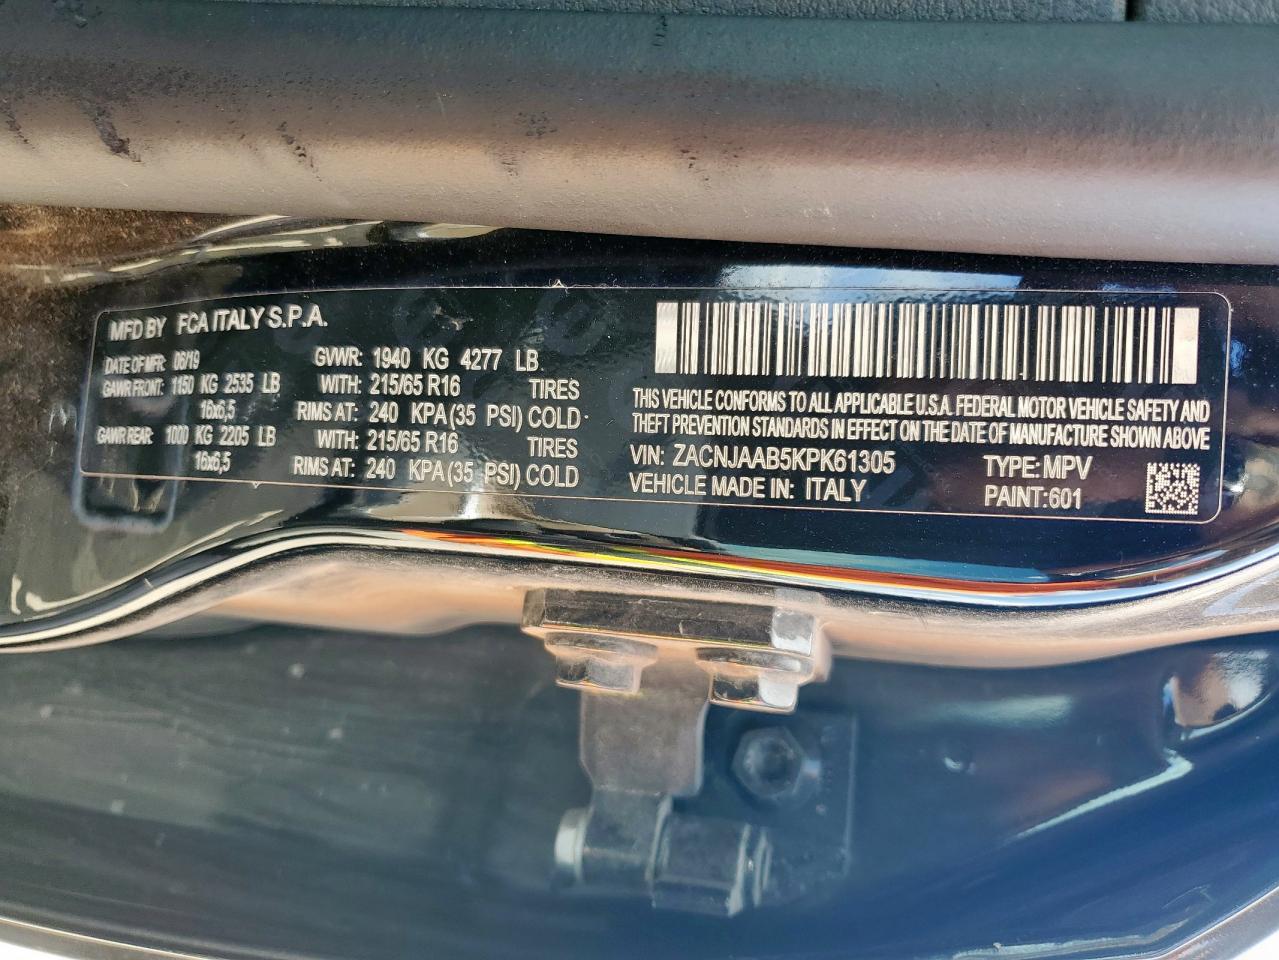 MFD BY FCA ITALY S.P.A.
DATE OF MFR: 06/19 GVWR: 1940 KG 4277 LB
GAWR FRONT: 1150 KG 2535 LB WITH: 215/65 R16 TIRES
16x6,5 RIMS AT: 240 KPA(35 PSI) COLD
GAWR REAR: 1000 KG 2205 LB WITH: 215/65 R16 TIRES
16x6,5 RIMS AT: 240 KPA(35 PSI) COLD
THIS VEHICLE CONFORMS TO ALL APPLICABLE U.S.A. FEDERAL MOTOR VEHICLE SAFETY AND
THEFT PREVENTION STANDARDS IN EFFECT ON THE DATE OF MANUFACTURE SHOWN ABOVE
VIN: ZACNJAAB5KPK61305 TYPE: MPV
VEHICLE MADE IN: ITALY PAINT:601